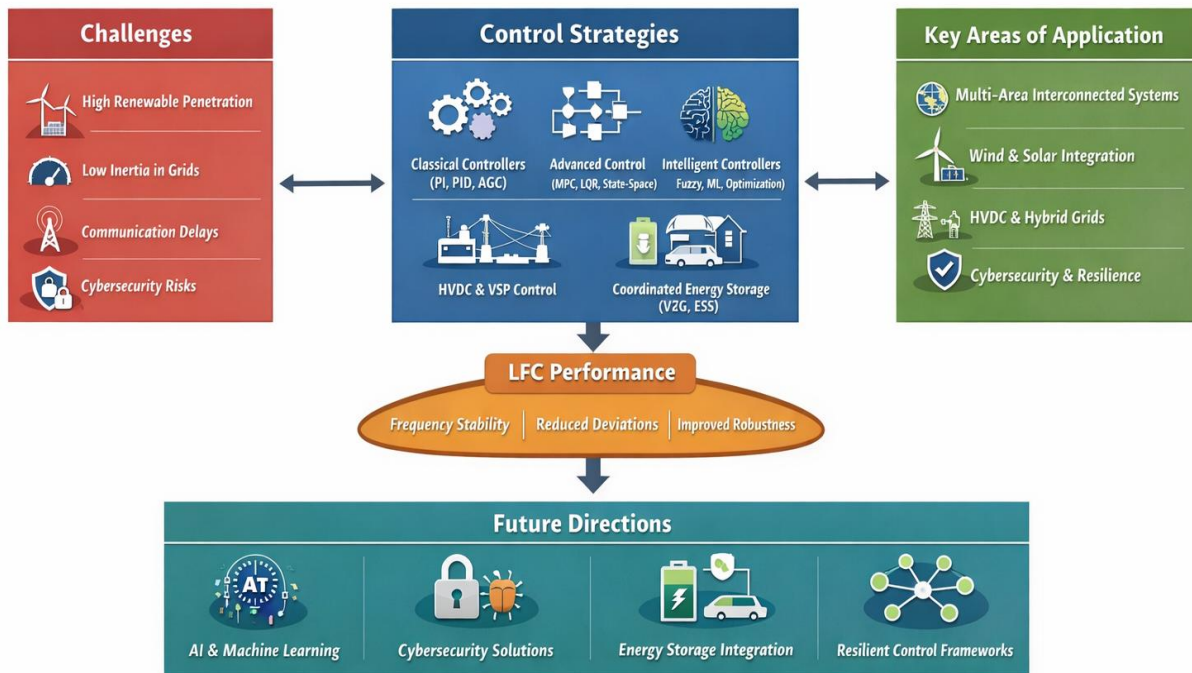 Challenges
High Renewable Penetration
Low Inertia in Grids
Communication Delays
Cybersecurity Risks
Control Strategies
Classical Controllers
(PI, PID, AGC)
Advanced Control
(MPC, LQR, State-Space)
Intelligent Controllers
Fuzzy, ML, Optimization)
HVDC & VSP Control
Coordinated Energy Storage
(V2G, ESS)
Key Areas of Application
Multi-Area Interconnected Systems
Wind & Solar Integration
HVDC & Hybrid Grids
Cybersecurity & Resilience
LFC Performance
Frequency Stability
Reduced Deviations
Improved Robustness
Future Directions
AT
AI & Machine Learning
Cybersecurity Solutions
Energy Storage Integration
Resilient Control Frameworks